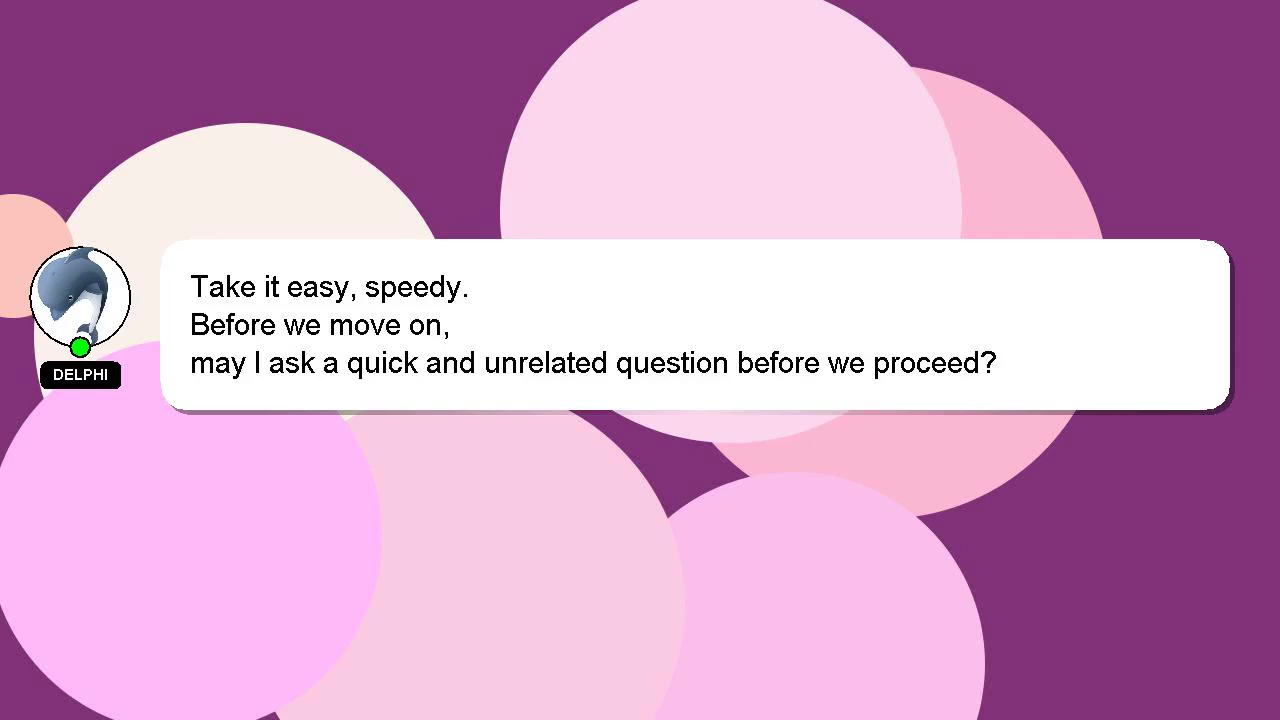 Take it easy, speedy.
Before we move on,
may I ask a quick and unrelated question before we proceed?
DELPHI